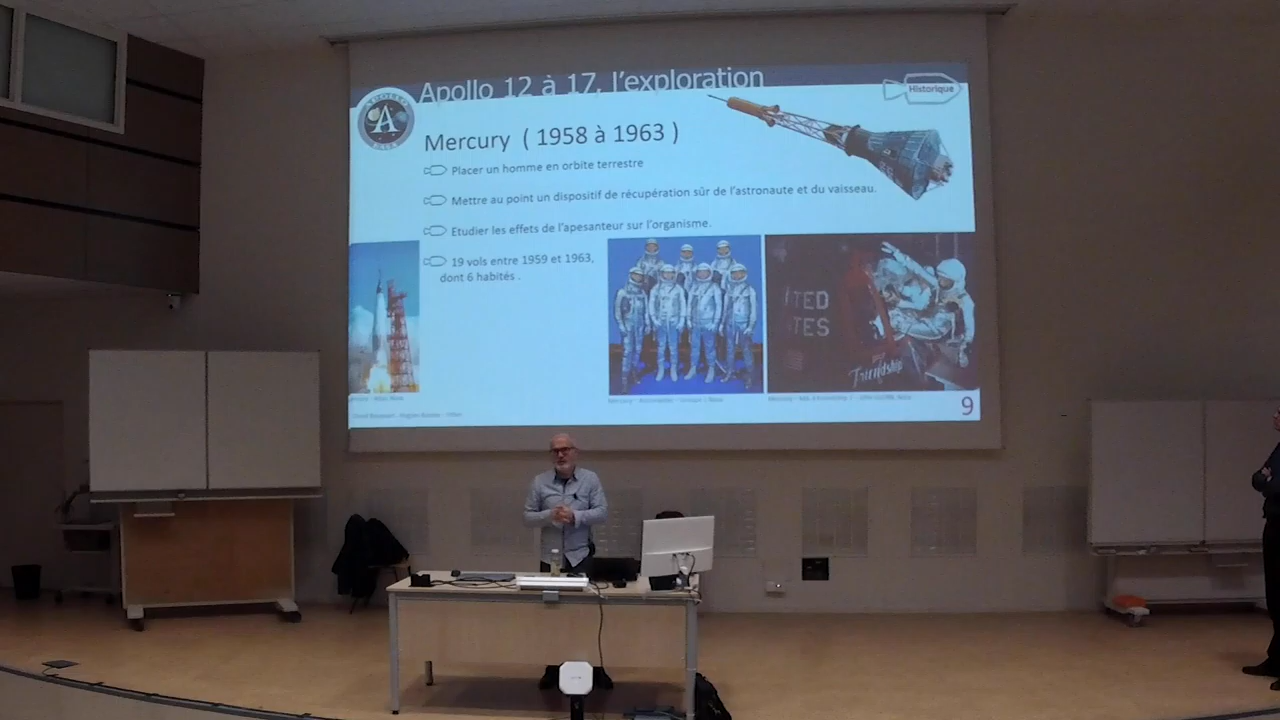 Apollo 12 à 17, l'exploration
Historique
A
Mercury ( 1958 à 1963 )
Placer un homme en orbite terrestre
Mettre au point un dispositif de récupération sûr de l'astronaute et du vaisseau.
Etudier les effets de l'apesanteur sur l'organisme.
19 vols entre 1959 et 1963,
dont 6 habités .
ITED
TES
Friendship
9